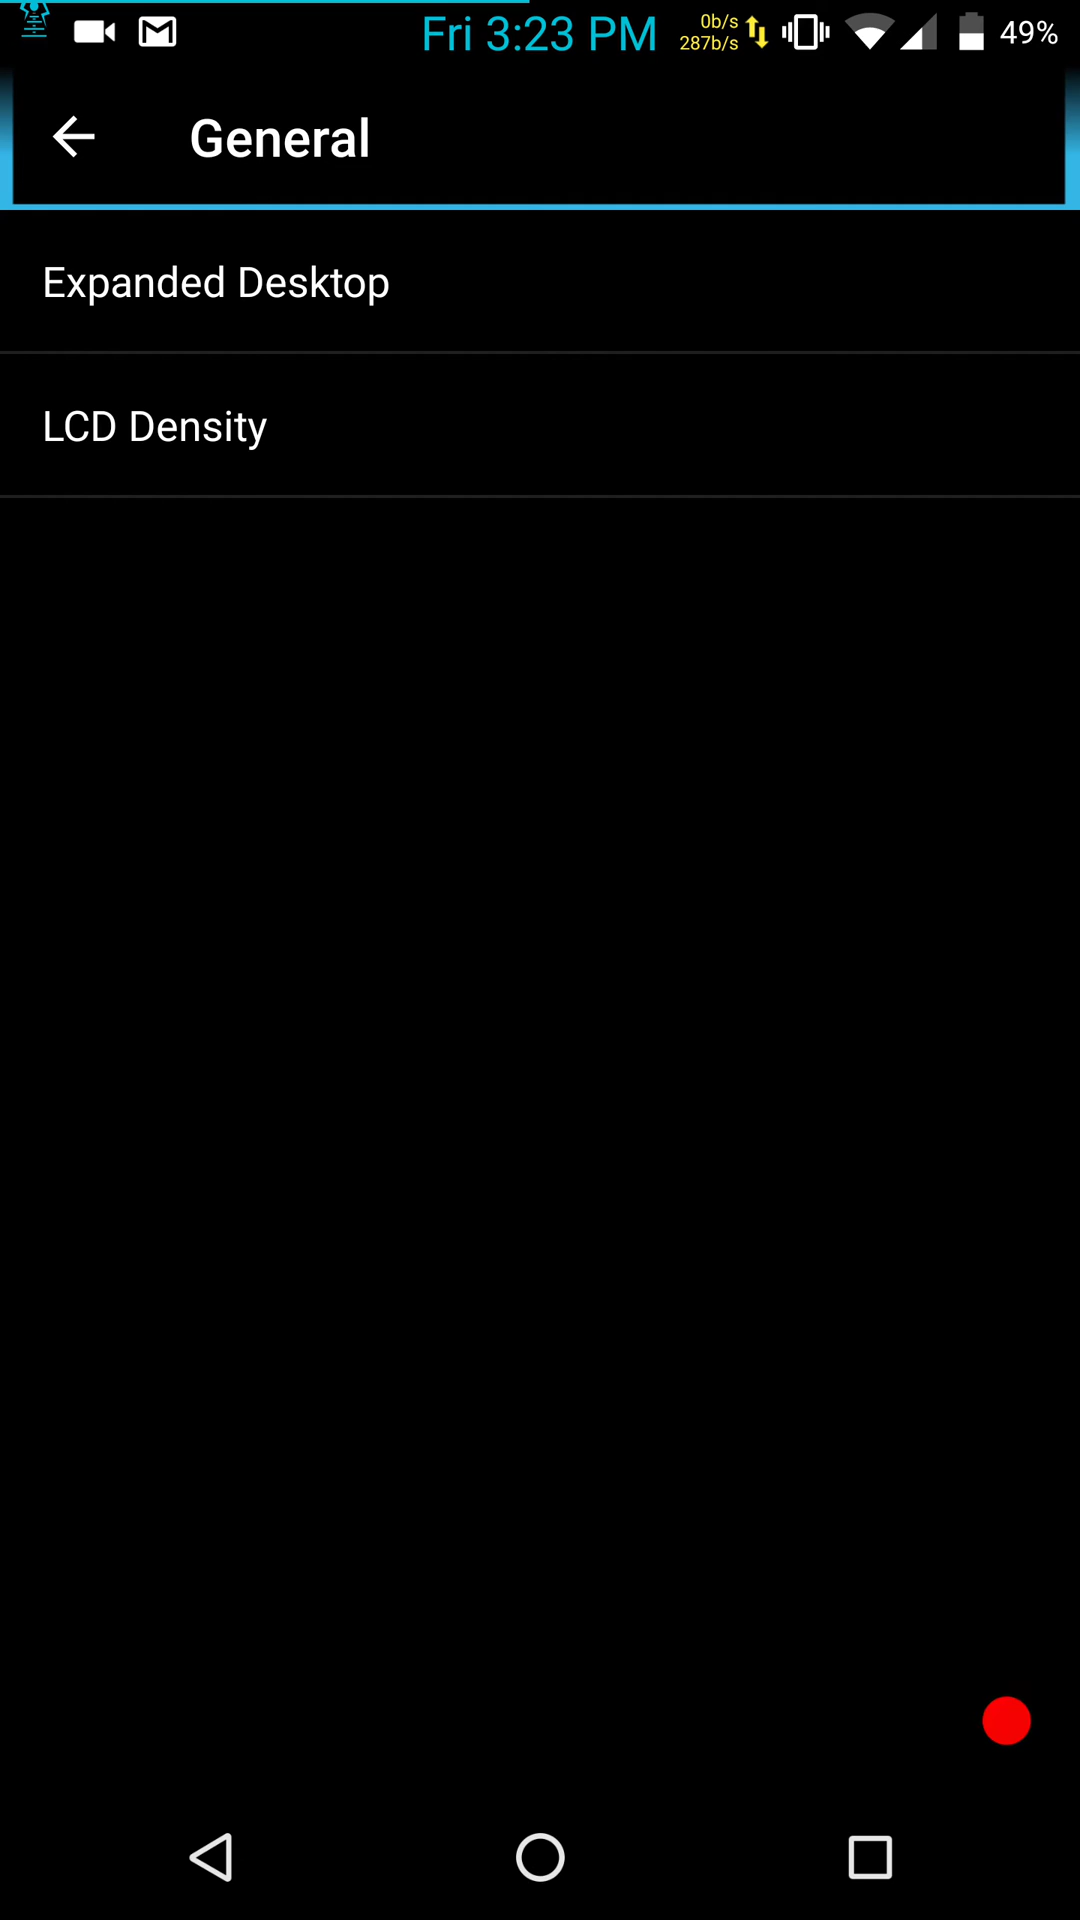 Fri 3:23 PM
0b/s
287b/s
49%
General
Expanded Desktop
LCD Density